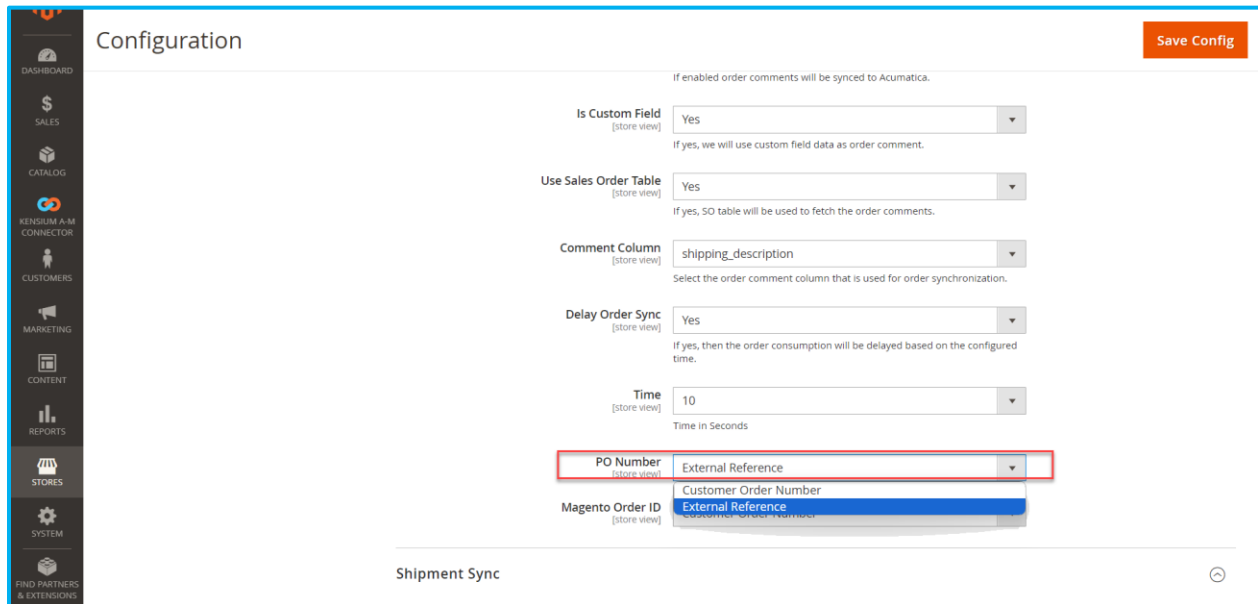 Configuration
Save Config
DASHBOARD
SALES
CATALOG
KENSIUM A-M
CONNECTOR
CUSTOMERS
MARKETING
CONTENT
REPORTS
STORES
SYSTEM
FIND PARTNERS
& EXTENSIONS
If enabled order comments will be synced to Acumatica.
Is Custom Field
[store view]
Yes
If yes, we will use custom field data as order comment.
Use Sales Order Table
[store view]
Yes
If yes, SO table will be used to fetch the order comments.
Comment Column
[store view]
shipping_description
Select the order comment column that is used for order synchronization.
Delay Order Sync
[store view]
Yes
If yes, then the order consumption will be delayed based on the configured
time.
Time
[store view]
10
Time in Seconds
PO Number
[store view]
External Reference
Customer Order Number
External Reference
Magento Order ID
[store view]
Customer Order Number
Shipment Sync